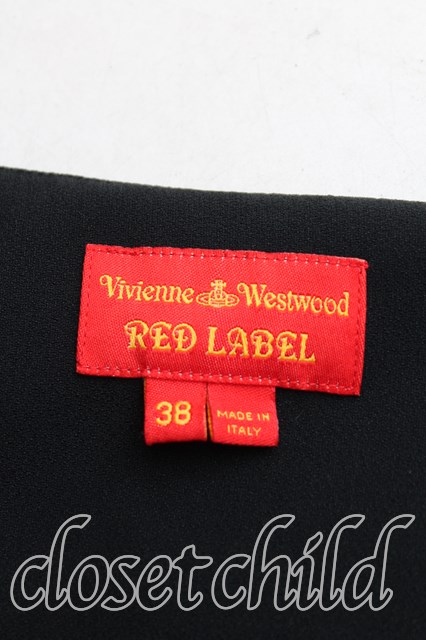 Vivienne Westwood
RED LABEL
38
MADE IN
ITALY
closet child